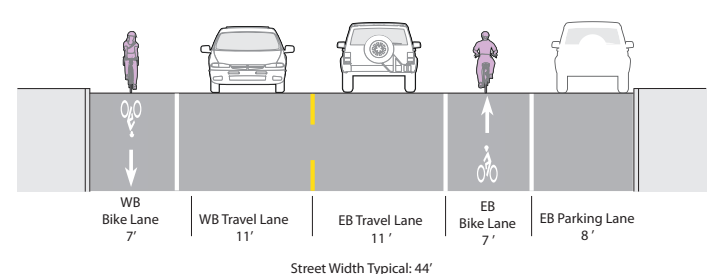 WB
Bike Lane
7’
WB Travel Lane
11’
EB Travel Lane
11 ’
EB
Bike Lane
7 ’
EB Parking Lane
8 ’
Street Width Typical: 44’